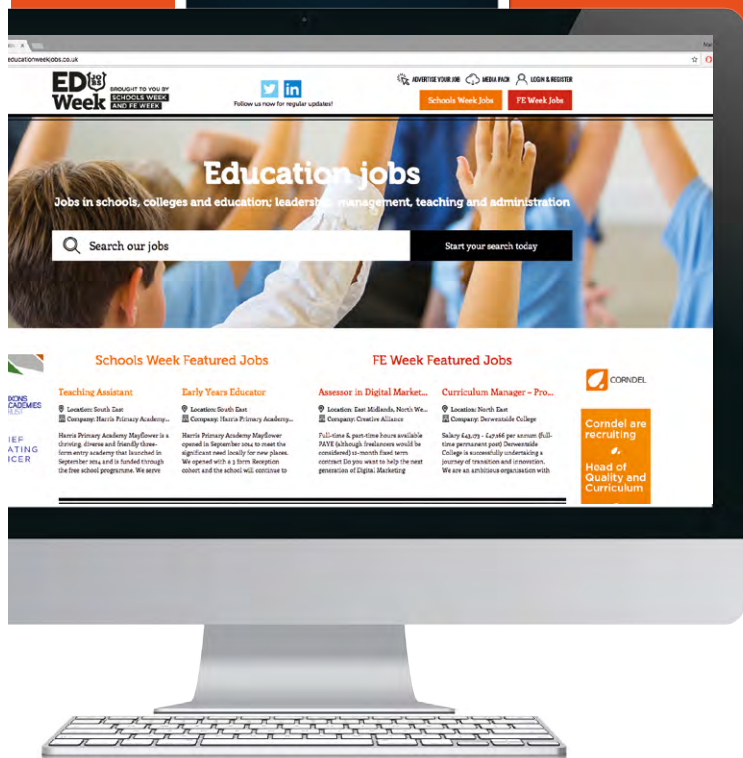 educationweekjobs.co.uk
ED JOBS
Week
BROUGHT TO YOU BY
SCHOOLS WEEK
AND FE WEEK
Follow us now for regular updates!
ADVERTISE YOUR JOB MEDIA PACK LOGIN & REGISTER
Schools Week Jobs FE Week Jobs
Education jobs
Jobs in schools, colleges and education; leadership, management, teaching and administration
Search our jobs
Start your search today
Schools Week Featured Jobs
Teaching Assistant
Location: South East
Company: Harris Primary Academy...
Harris Primary Academy Mayflower is a
thriving, diverse and friendly three-
form entry academy that launched in
September 2014 and is funded through
the free school programme. We serve
Early Years Educator
Location: South East
Company: Harris Primary Academy...
Harris Primary Academy Mayflower
opened in September 2014 to meet the
significant need locally for new places.
We opened with a 3 form Reception
cohort and the school will continue to
FE Week Featured Jobs
Assessor in Digital Market...
Location: East Midlands, North We...
Company: Creative Alliance
Full-time & part-time hours available
PAYE (although freelancers would be
considered) 12-month fixed term
contract Do you want to help the next
generation of Digital Marketing
Curriculum Manager – Pro...
Location: North East
Company: Derwentside College
Salary £43,179 - £47,166 per annum (full-
time permanent post) Derwentside
College is successfully undertaking a
journey of transition and innovation.
We are an ambitious organisation with
CORNDEL
Corndel are
recruiting
Head of
Quality and
Curriculum